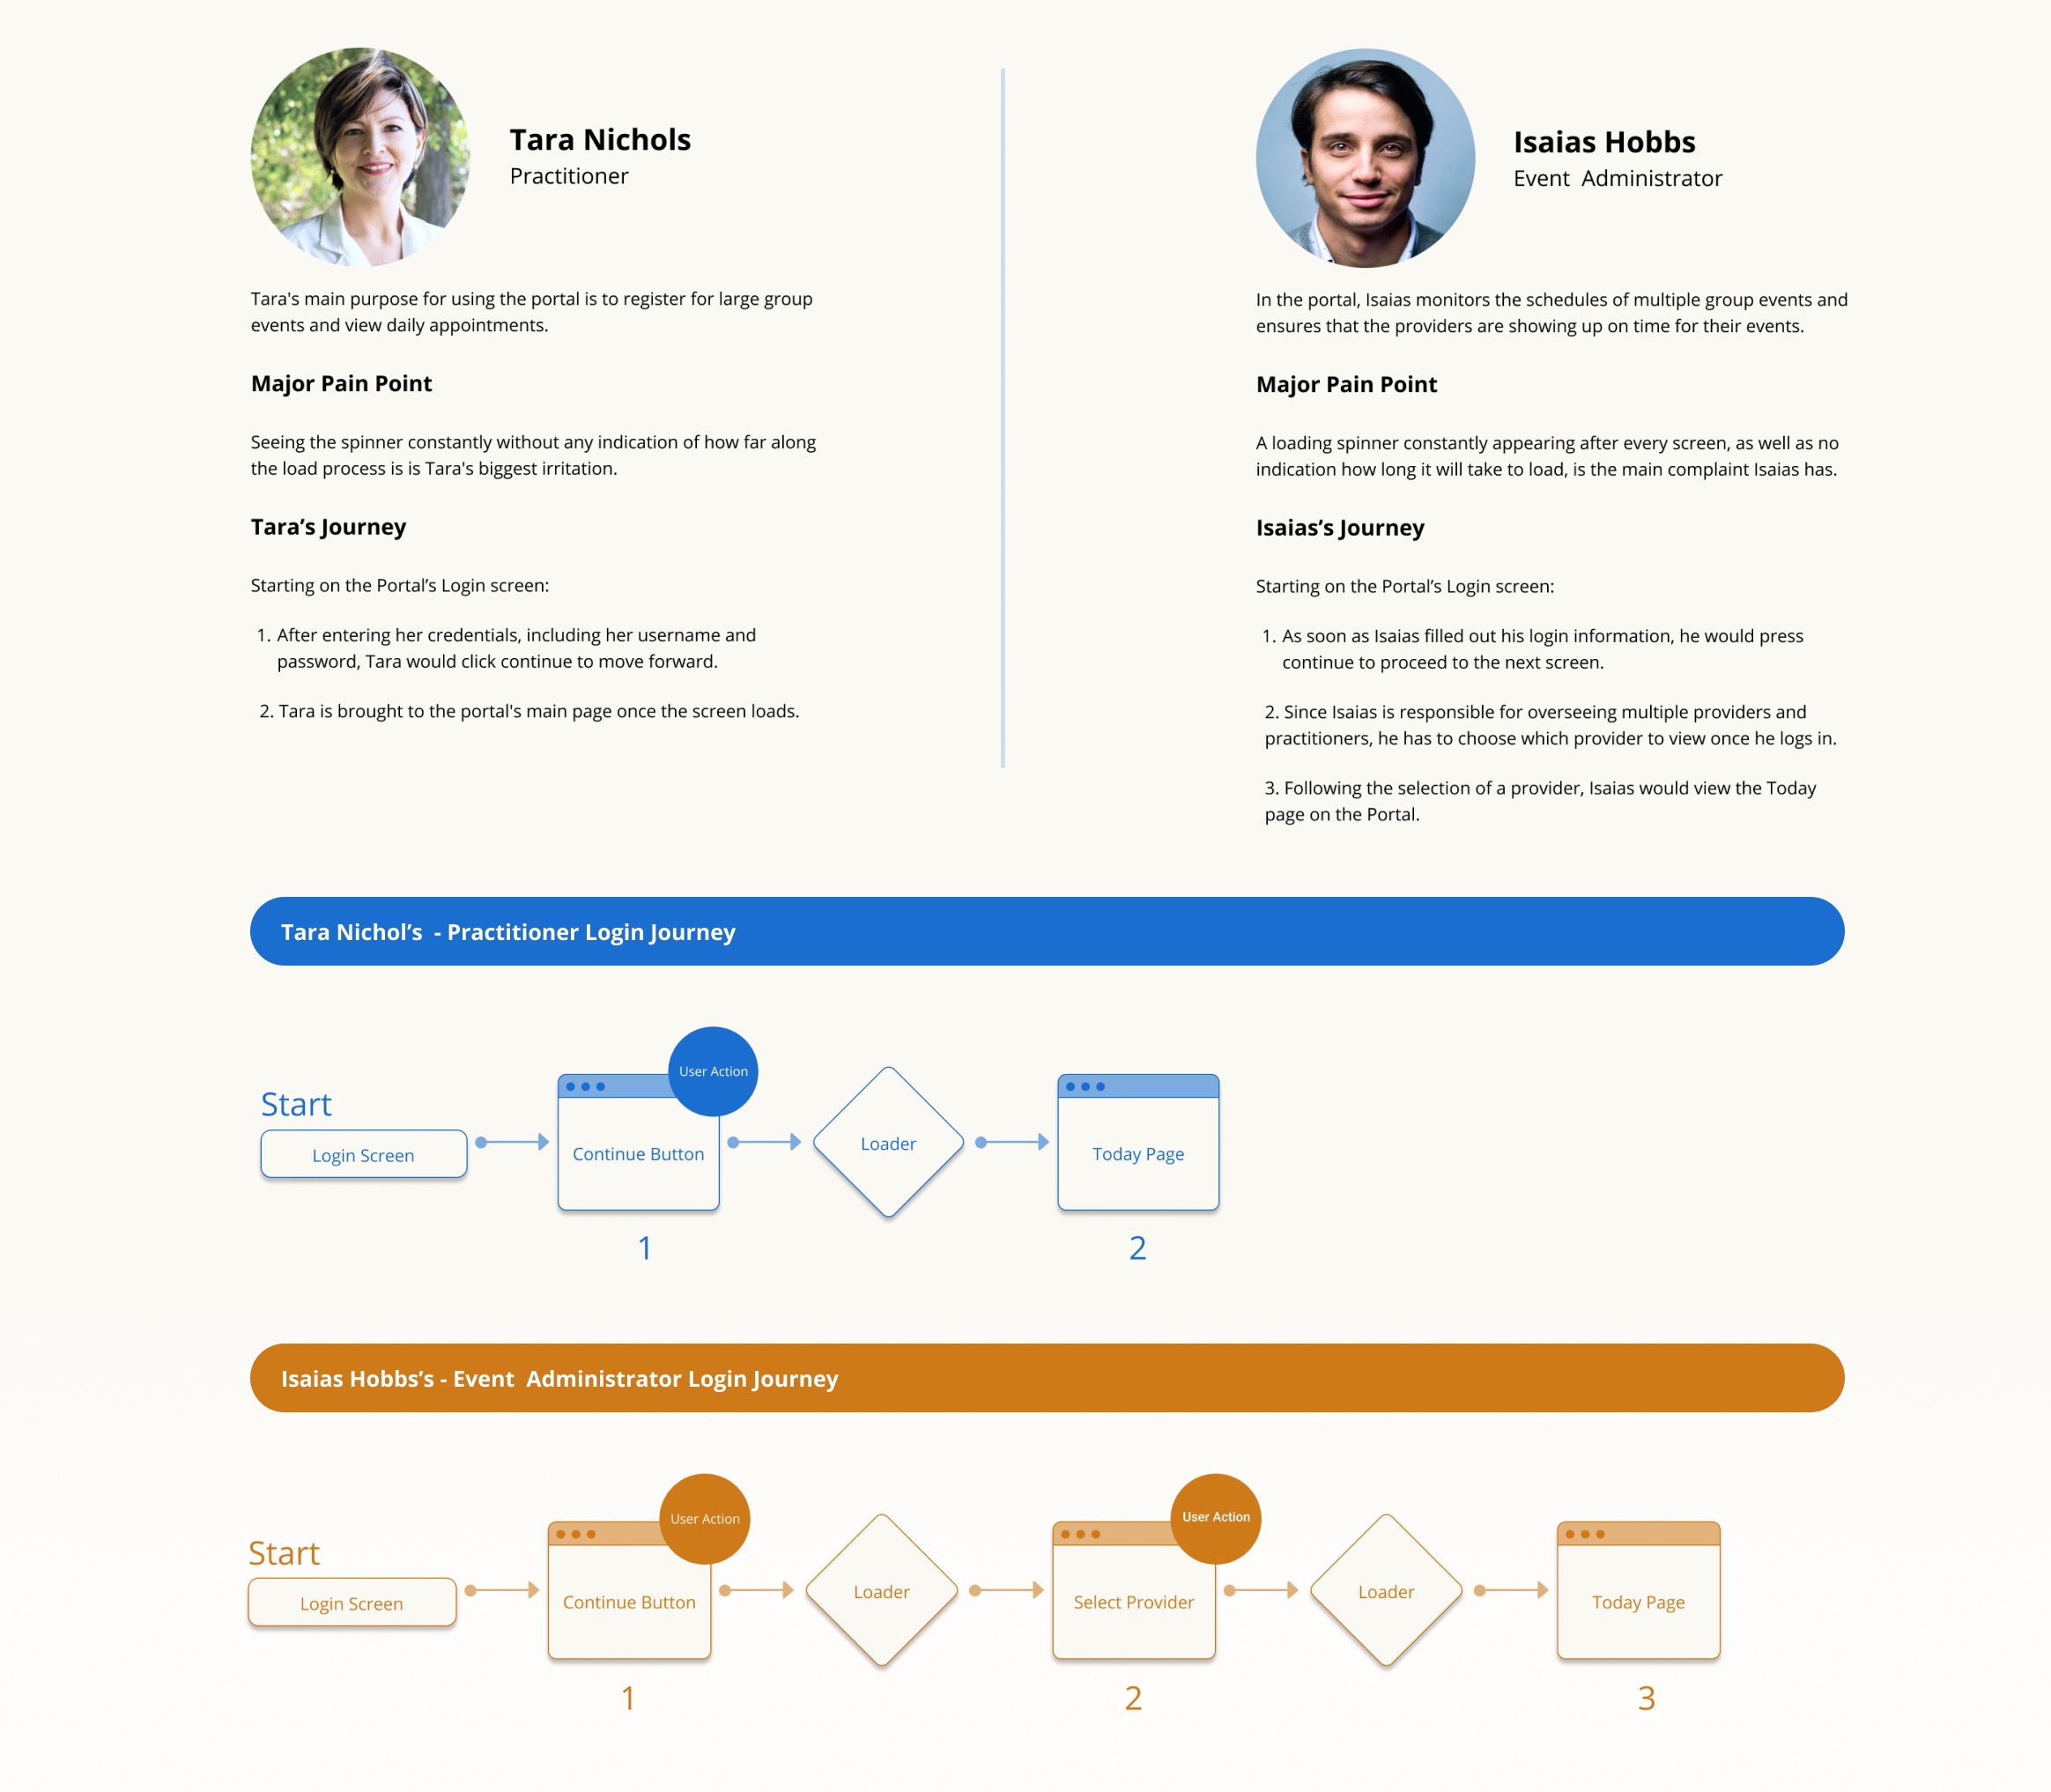 Tara Nichols
Practitioner
Tara's main purpose for using the portal is to register for large group
events and view daily appointments.
Major Pain Point
Seeing the spinner constantly without any indication of how far along
the load process is is Tara's biggest irritation.
Tara’s Journey
Starting on the Portal’s Login screen:
1. After entering her credentials, including her username and
password, Tara would click continue to move forward.
2. Tara is brought to the portal's main page once the screen loads.
Isaias Hobbs
Event  Administrator
In the portal, Isaias monitors the schedules of multiple group events and
ensures that the providers are showing up on time for their events.
Major Pain Point
A loading spinner constantly appearing after every screen, as well as no
indication how long it will take to load, is the main complaint Isaias has.
Isaias’s Journey
Starting on the Portal’s Login screen:
1. As soon as Isaias filled out his login information, he would press
continue to proceed to the next screen.
2. Since Isaias is responsible for overseeing multiple providers and
practitioners, he has to choose which provider to view once he logs in.
3. Following the selection of a provider, Isaias would view the Today
page on the Portal.
Tara Nichol’s  - Practitioner Login Journey
Start
Login Screen
User Action
Continue Button
1
Loader
Today Page
2
Isaias Hobbs’s - Event  Administrator Login Journey
Start
Login Screen
User Action
Continue Button
1
Loader
User Action
Select Provider
2
Loader
Today Page
3